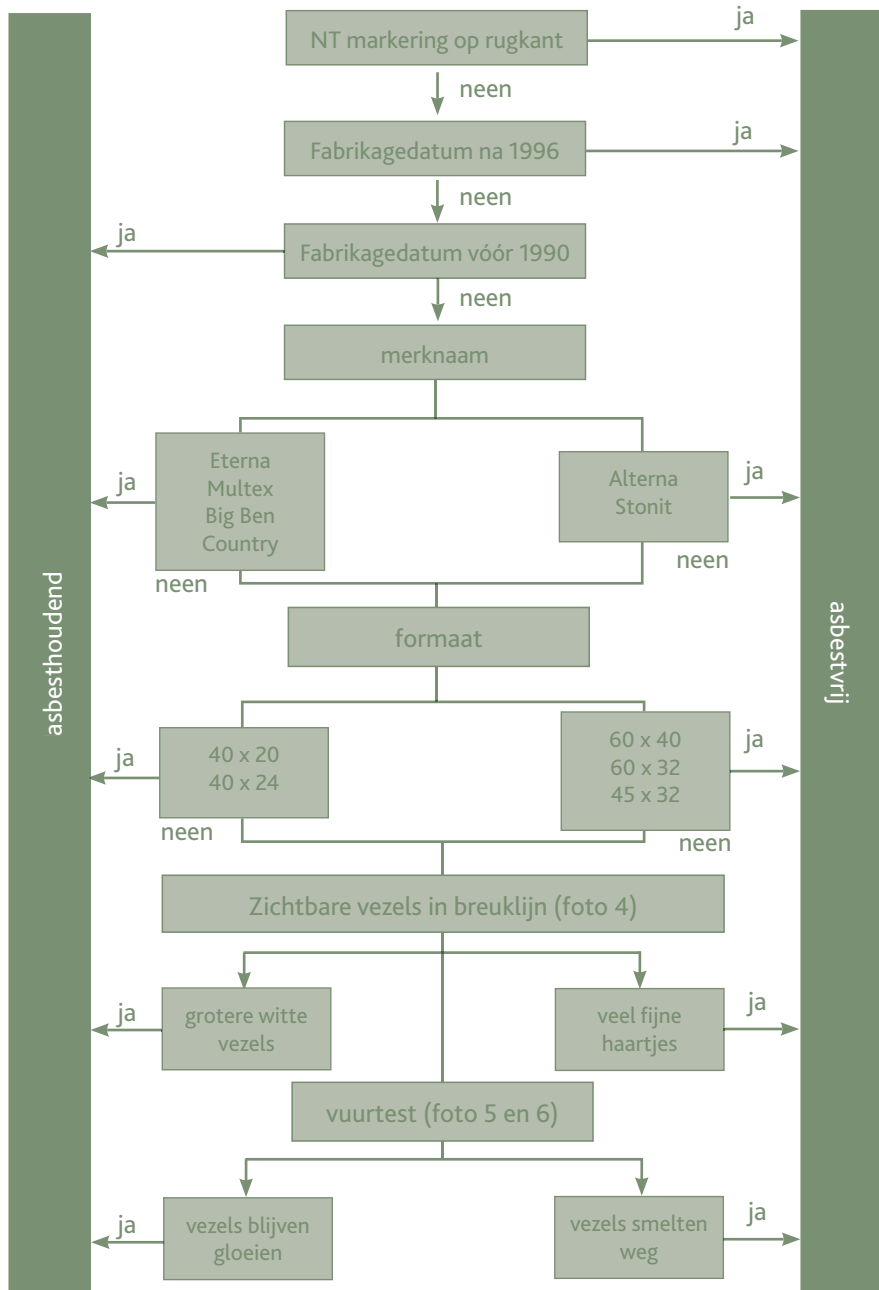 NT markering op rugkant
ja
neen
Fabrikagedatum na 1996
ja
neen
ja
Fabrikagedatum vóór 1990
neen
merknaam
ja
Eterna
Multex
Big Ben
Country
neen
Alterna
Stonit
ja
neen
formaat
asbesthoudend
asbestvrij
ja
40 x 20
40 x 24
neen
60 x 40
60 x 32
45 x 32
ja
neen
Zichtbare vezels in breuklijn (foto 4)
ja
grotere witte
vezels
veel fijne
haartjes
ja
vuurtest (foto 5 en 6)
ja
vezels blijven
gloeien
vezels smelten
weg
ja